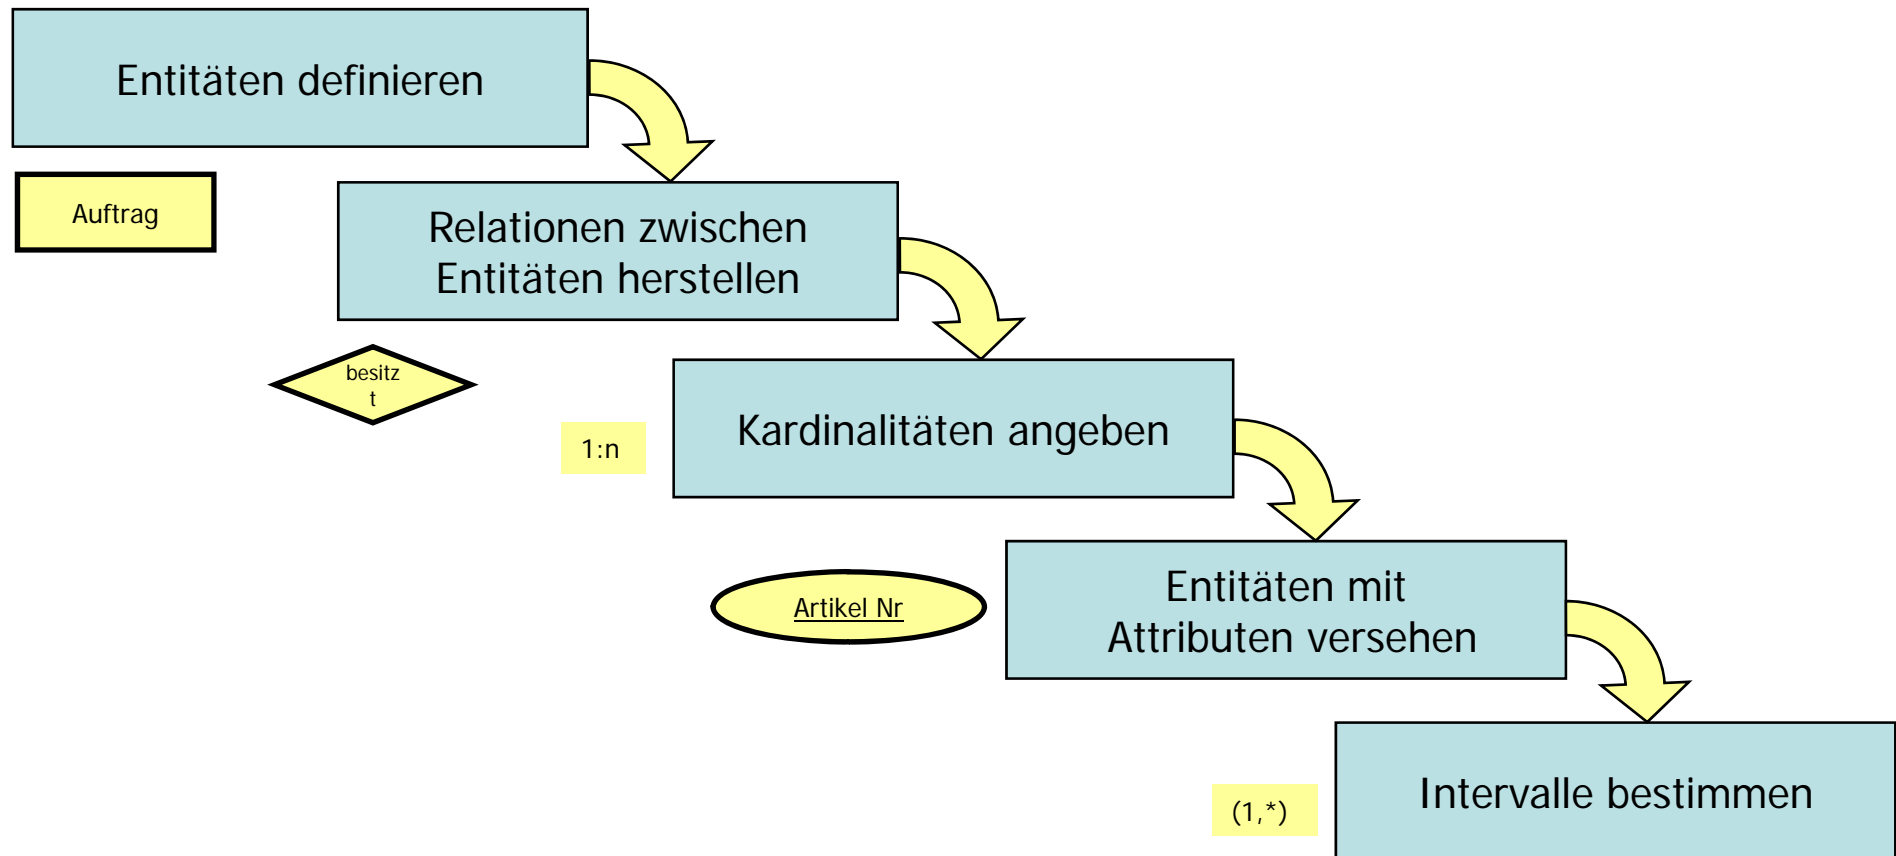 Entitäten definieren
Auftrag
Relationen zwischen
Entitäten herstellen
besitz
t
Kardinalitäten angeben
1:n
Entitäten mit
Attributen versehen
Artikel Nr
Intervalle bestimmen
(1,*)